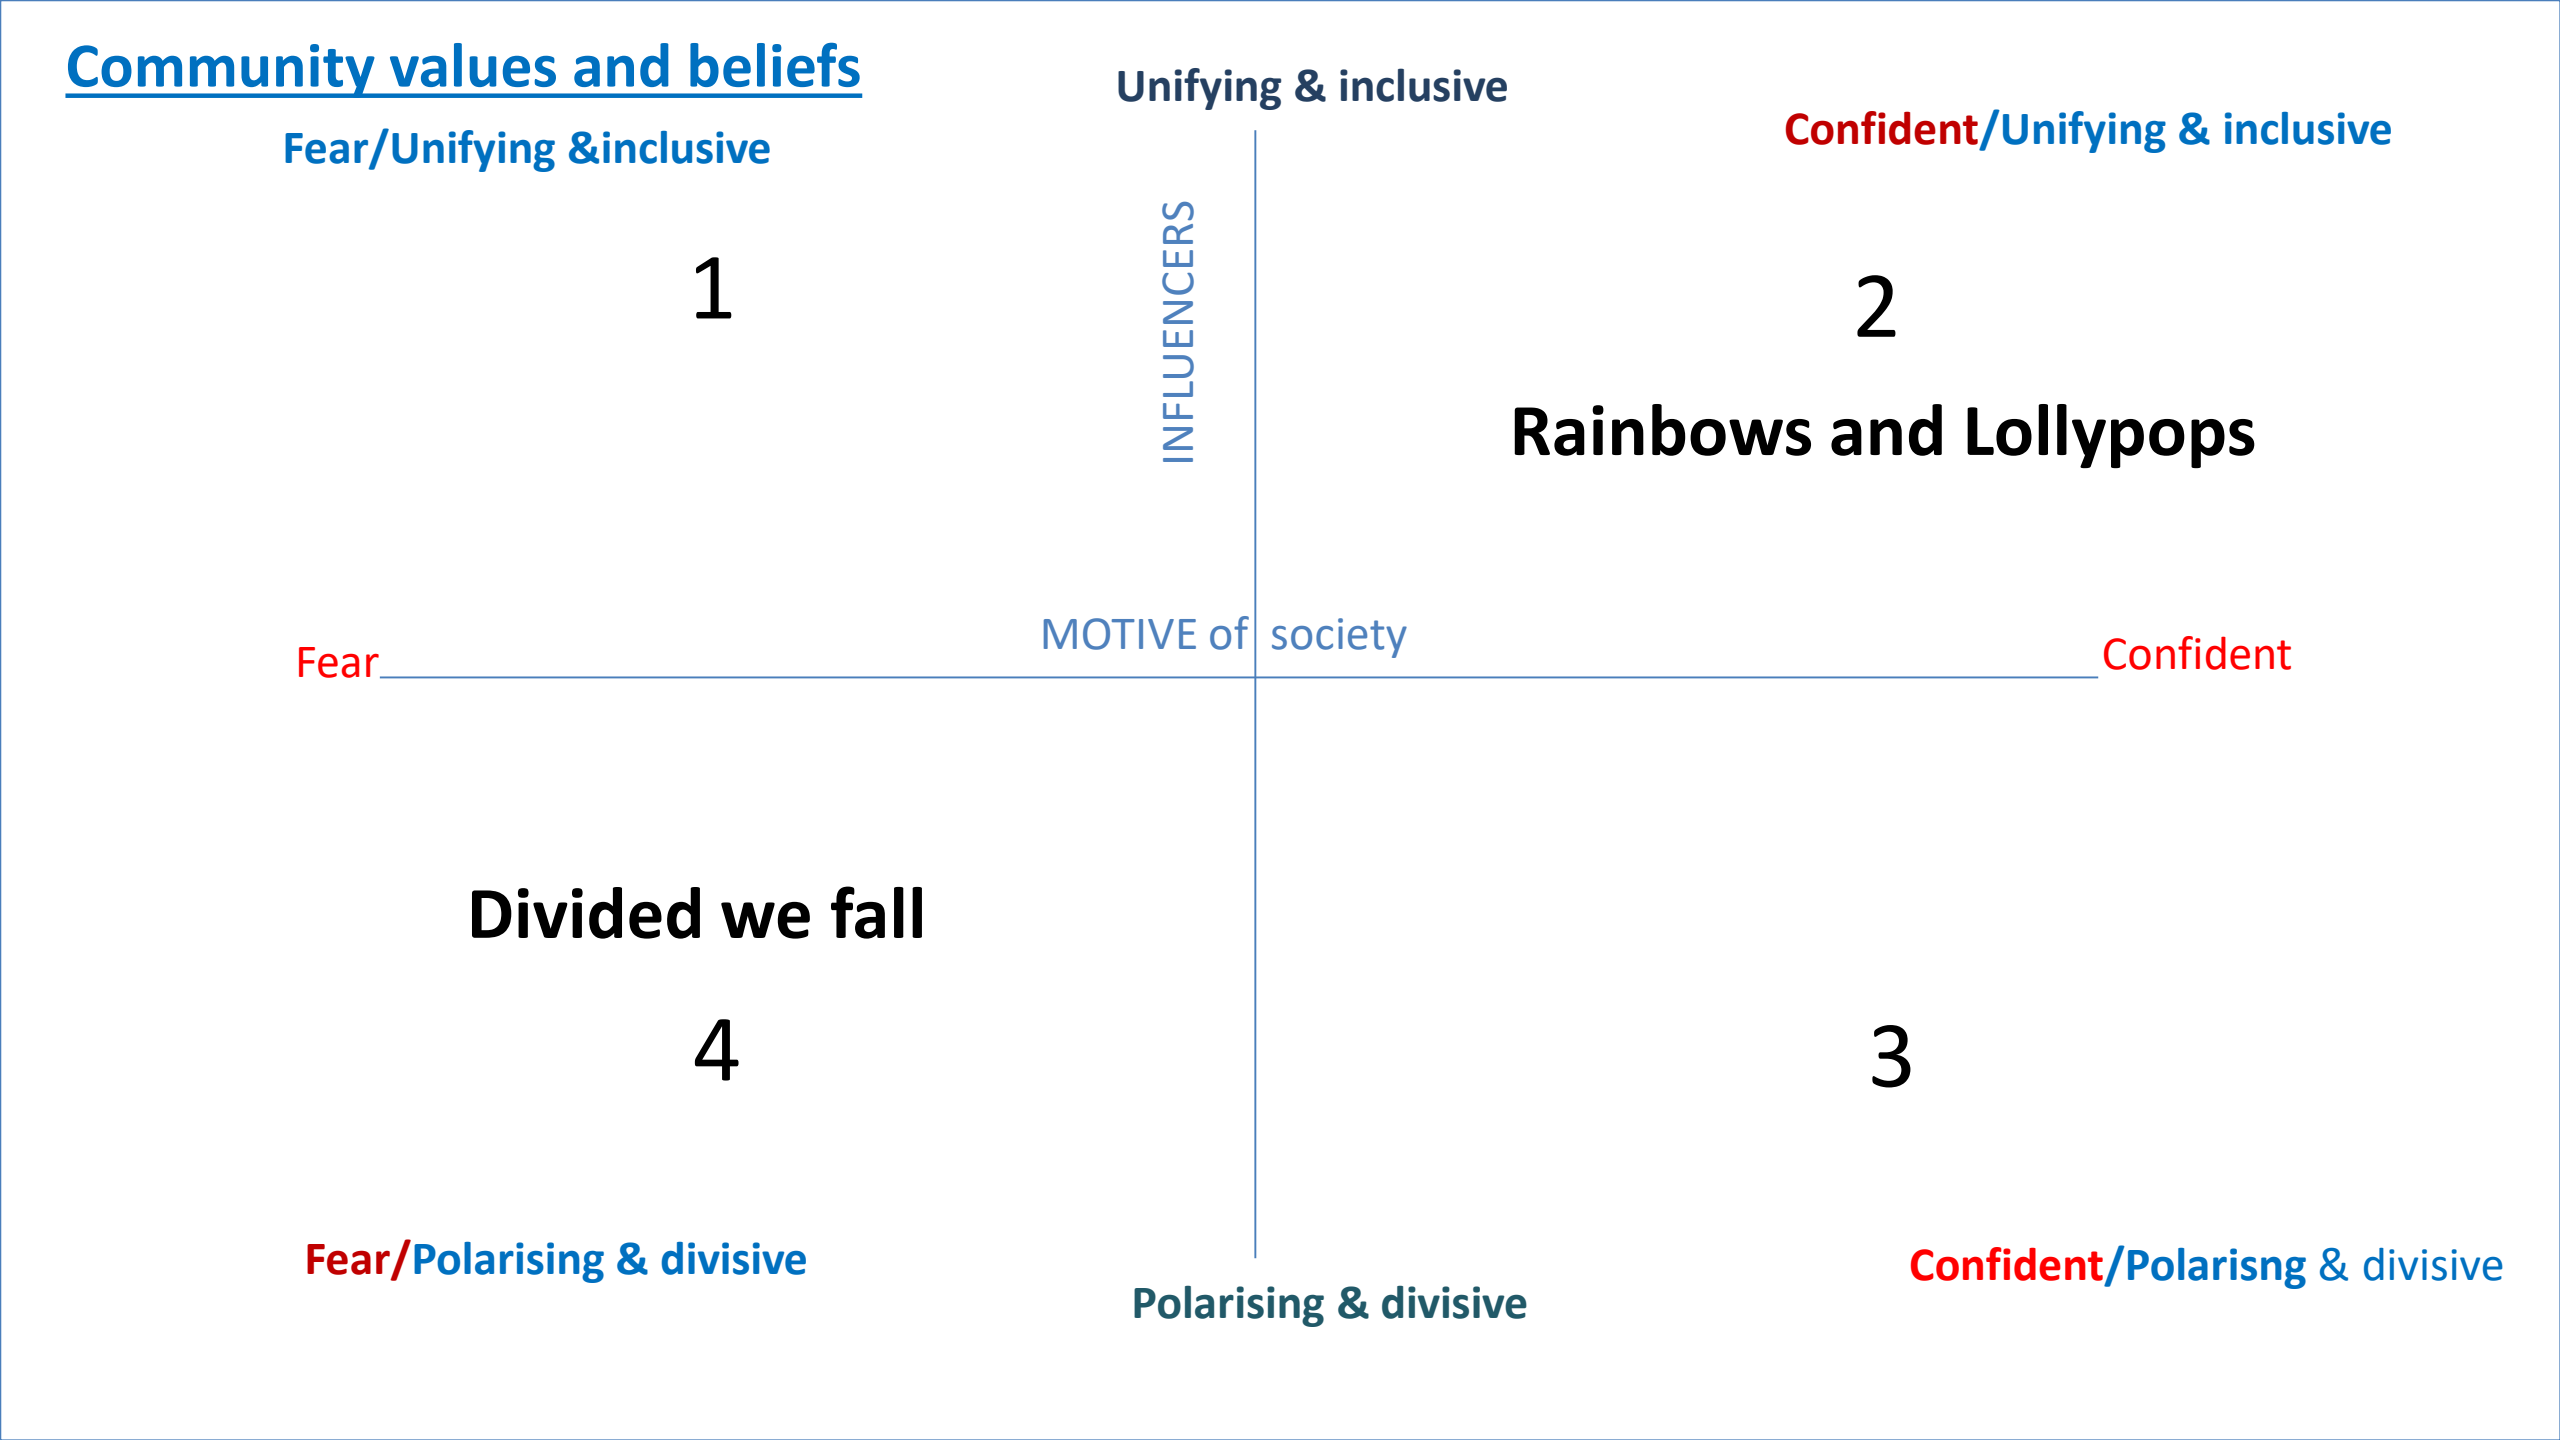 Community values and beliefs
Unifying & inclusive
Fear/Unifying &inclusive
Confident/Unifying & inclusive
INFLUENCERS
1
2
Rainbows and Lollypops
MOTIVE of society
Fear
Confident
Divided we fall
4
3
Fear/Polarising & divisive
Confident/Polarisng & divisive
Polarising & divisive